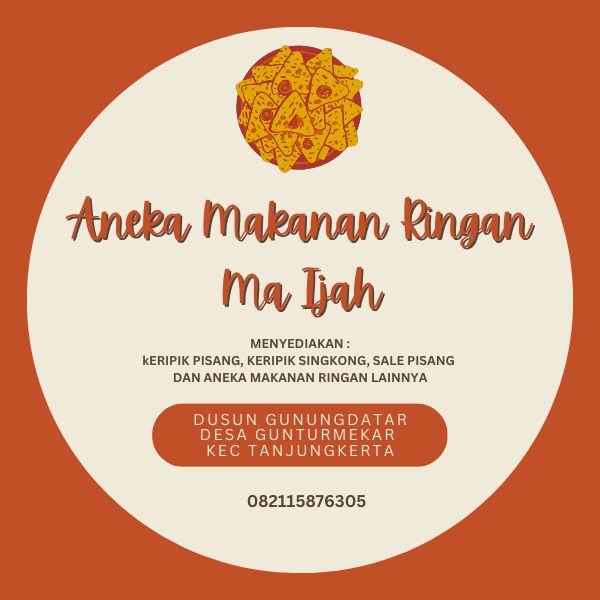 Aneka Makanan Ringan
Ma Ijah
MENYEDIAKAN :
kERIPIK PISANG, KERIPIK SINGKONG, SALE PISANG
DAN ANEKA MAKANAN RINGAN LAINNYA
DUSUN GUNUNGDATAR
DESA GUNTURMEKAR
KEC TANJUNGKERTA
082115876305